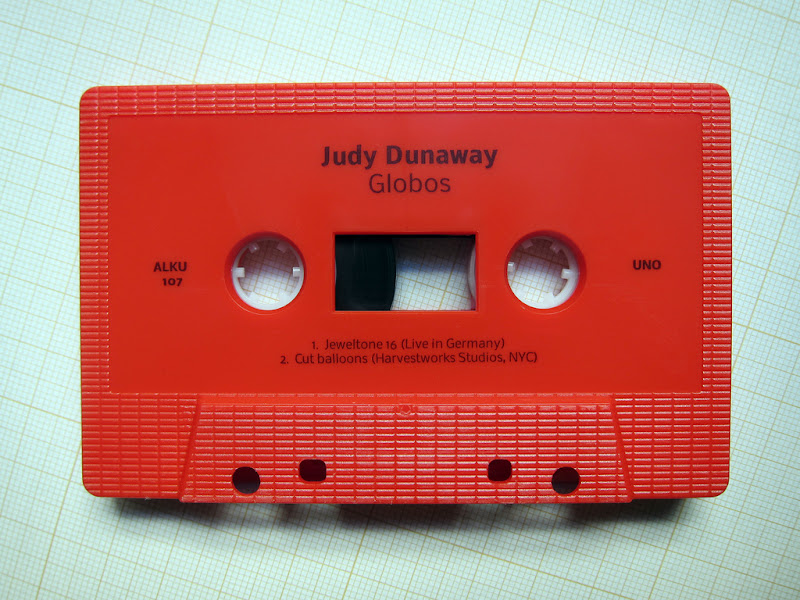 Judy Dunaway
Globos
ALKU
107
UNO
1. Jeweltone 16 (Live in Germany)
2. Cut balloons (Harvestworks Studios, NYC)